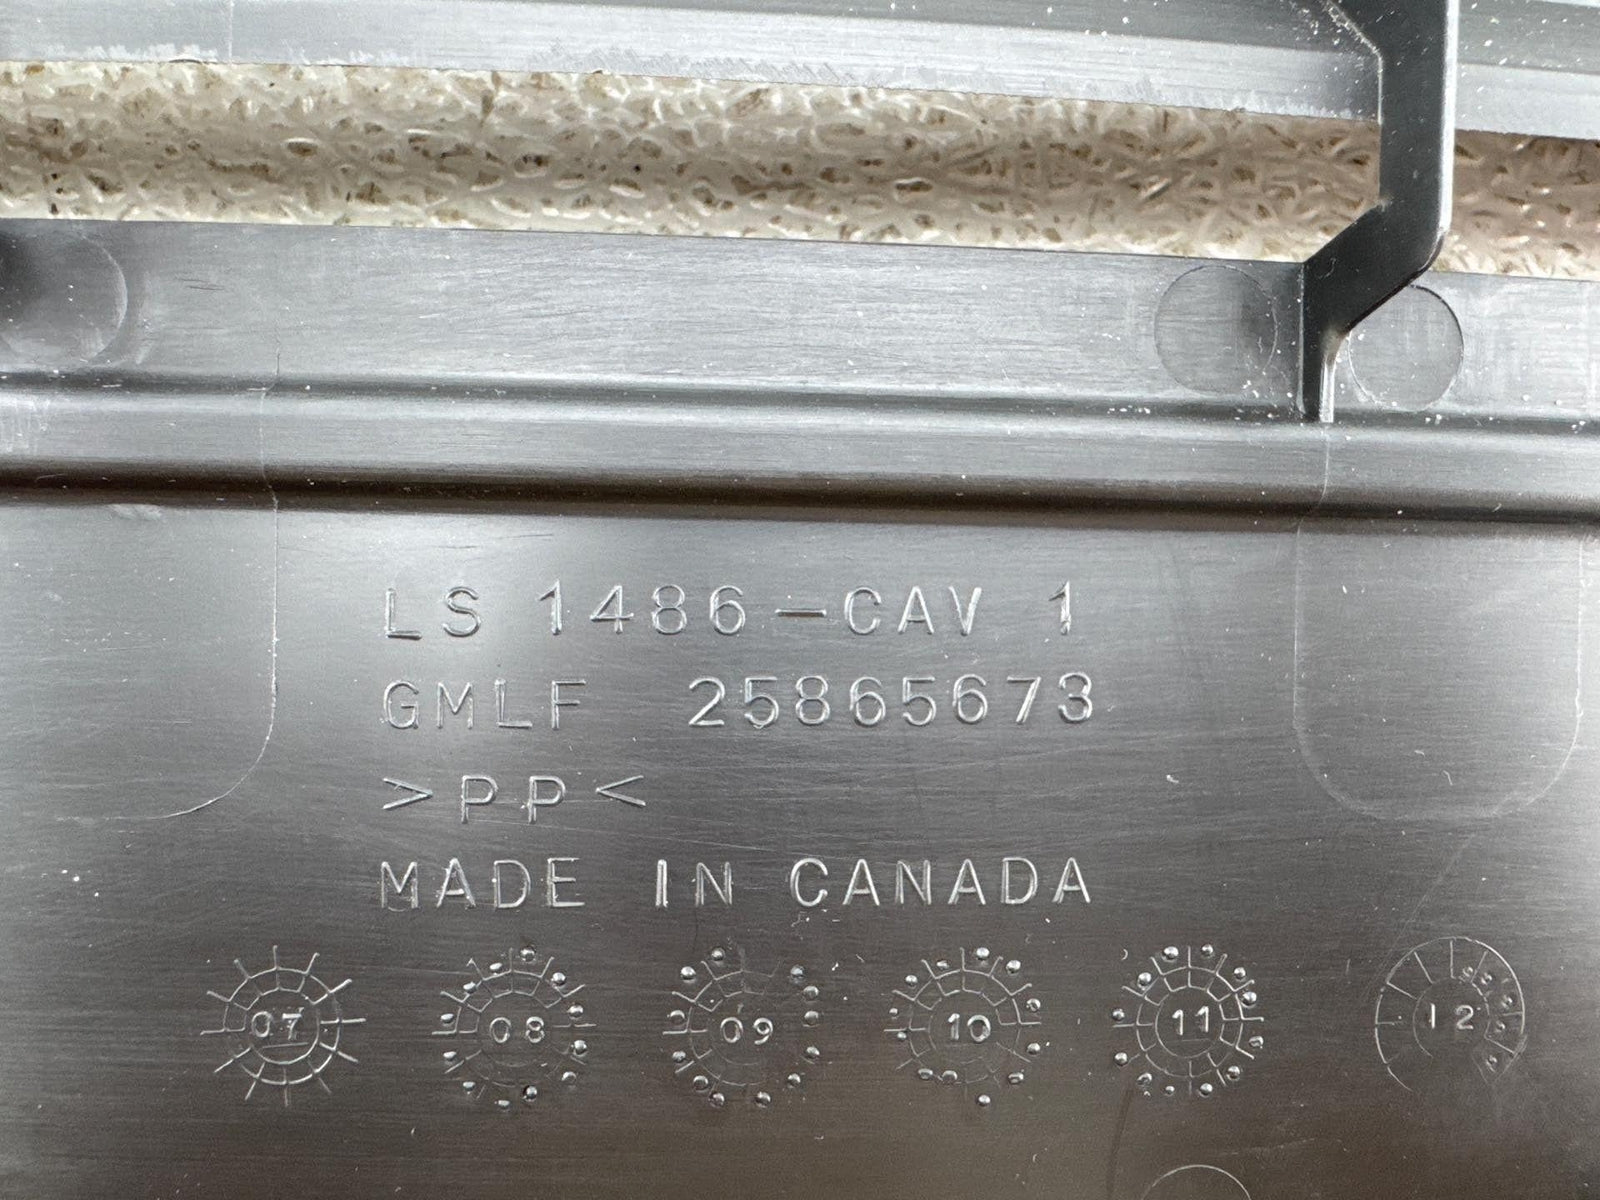 LS 1486-CAV 1
GMLF 25865673
>PP<
MADE IN CANADA
07 08 09 10 11 12